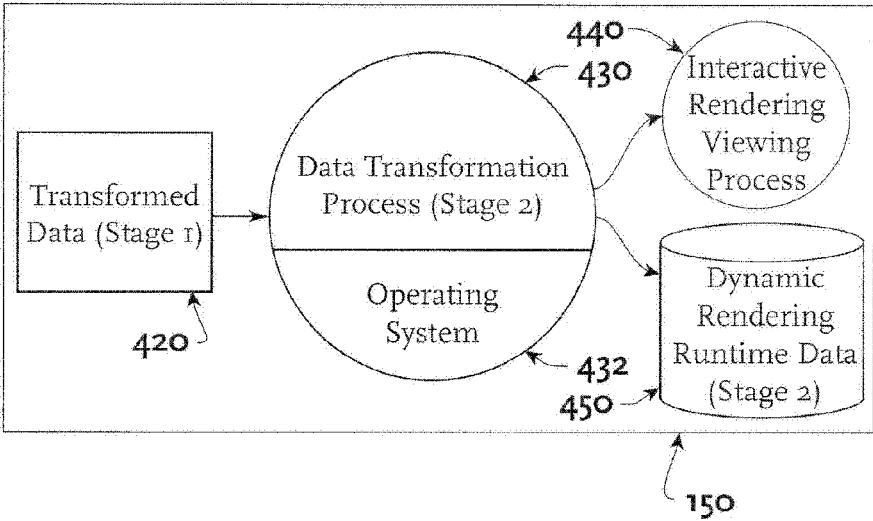 440
430
Interactive
Rendering
Viewing
Process
Transformed
Data (Stage 1)
420
Data Transformation
Process (Stage 2)
Operating
System
432
450
Dynamic
Rendering
Runtime Data
(Stage 2)
150